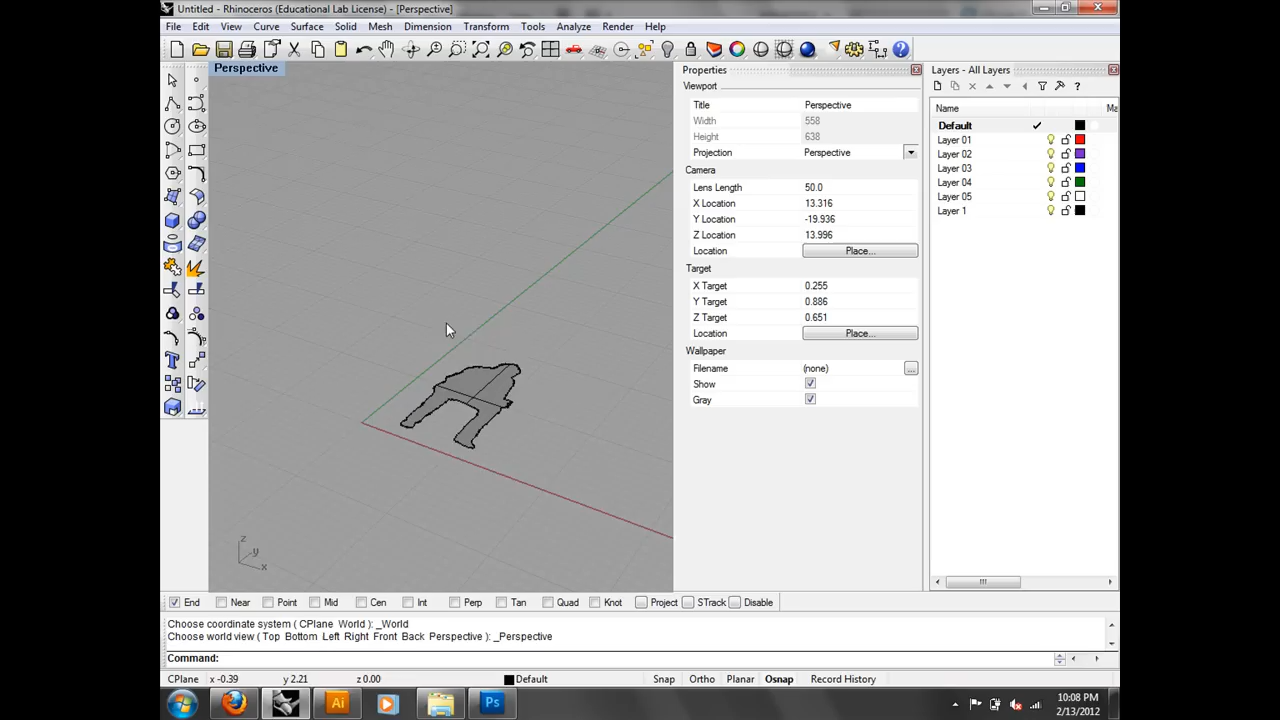 Untitled - Rhinoceros (Educational Lab License) - [Perspective]
File Edit View Curve Surface Solid Mesh Dimension Transform Tools Analyze Render Help
Perspective
Properties
Viewport
Title Perspective
Width 558
Height 638
Projection Perspective
Camera
Lens Length 50.0
X Location 13.316
Y Location -19.936
Z Location 13.996
Location Place...
Target
X Target 0.255
Y Target 0.886
Z Target 0.651
Location Place...
Wallpaper
Filename (none) ...
Show
Gray
Layers - All Layers
Name Ma
Default
Layer 01
Layer 02
Layer 03
Layer 04
Layer 05
Layer 1
z
y
x
End Near Point Mid Cen Int Perp Tan Quad Knot Project STrack Disable
Choose coordinate system ( CPlane World ): _World
Choose world view ( Top Bottom Left Right Front Back Perspective ): _Perspective
Command:
CPlane x -0.39 y 2.21 z 0.00 Default Snap Ortho Planar Osnap Record History
Ai Ps
10:08 PM
2/13/2012